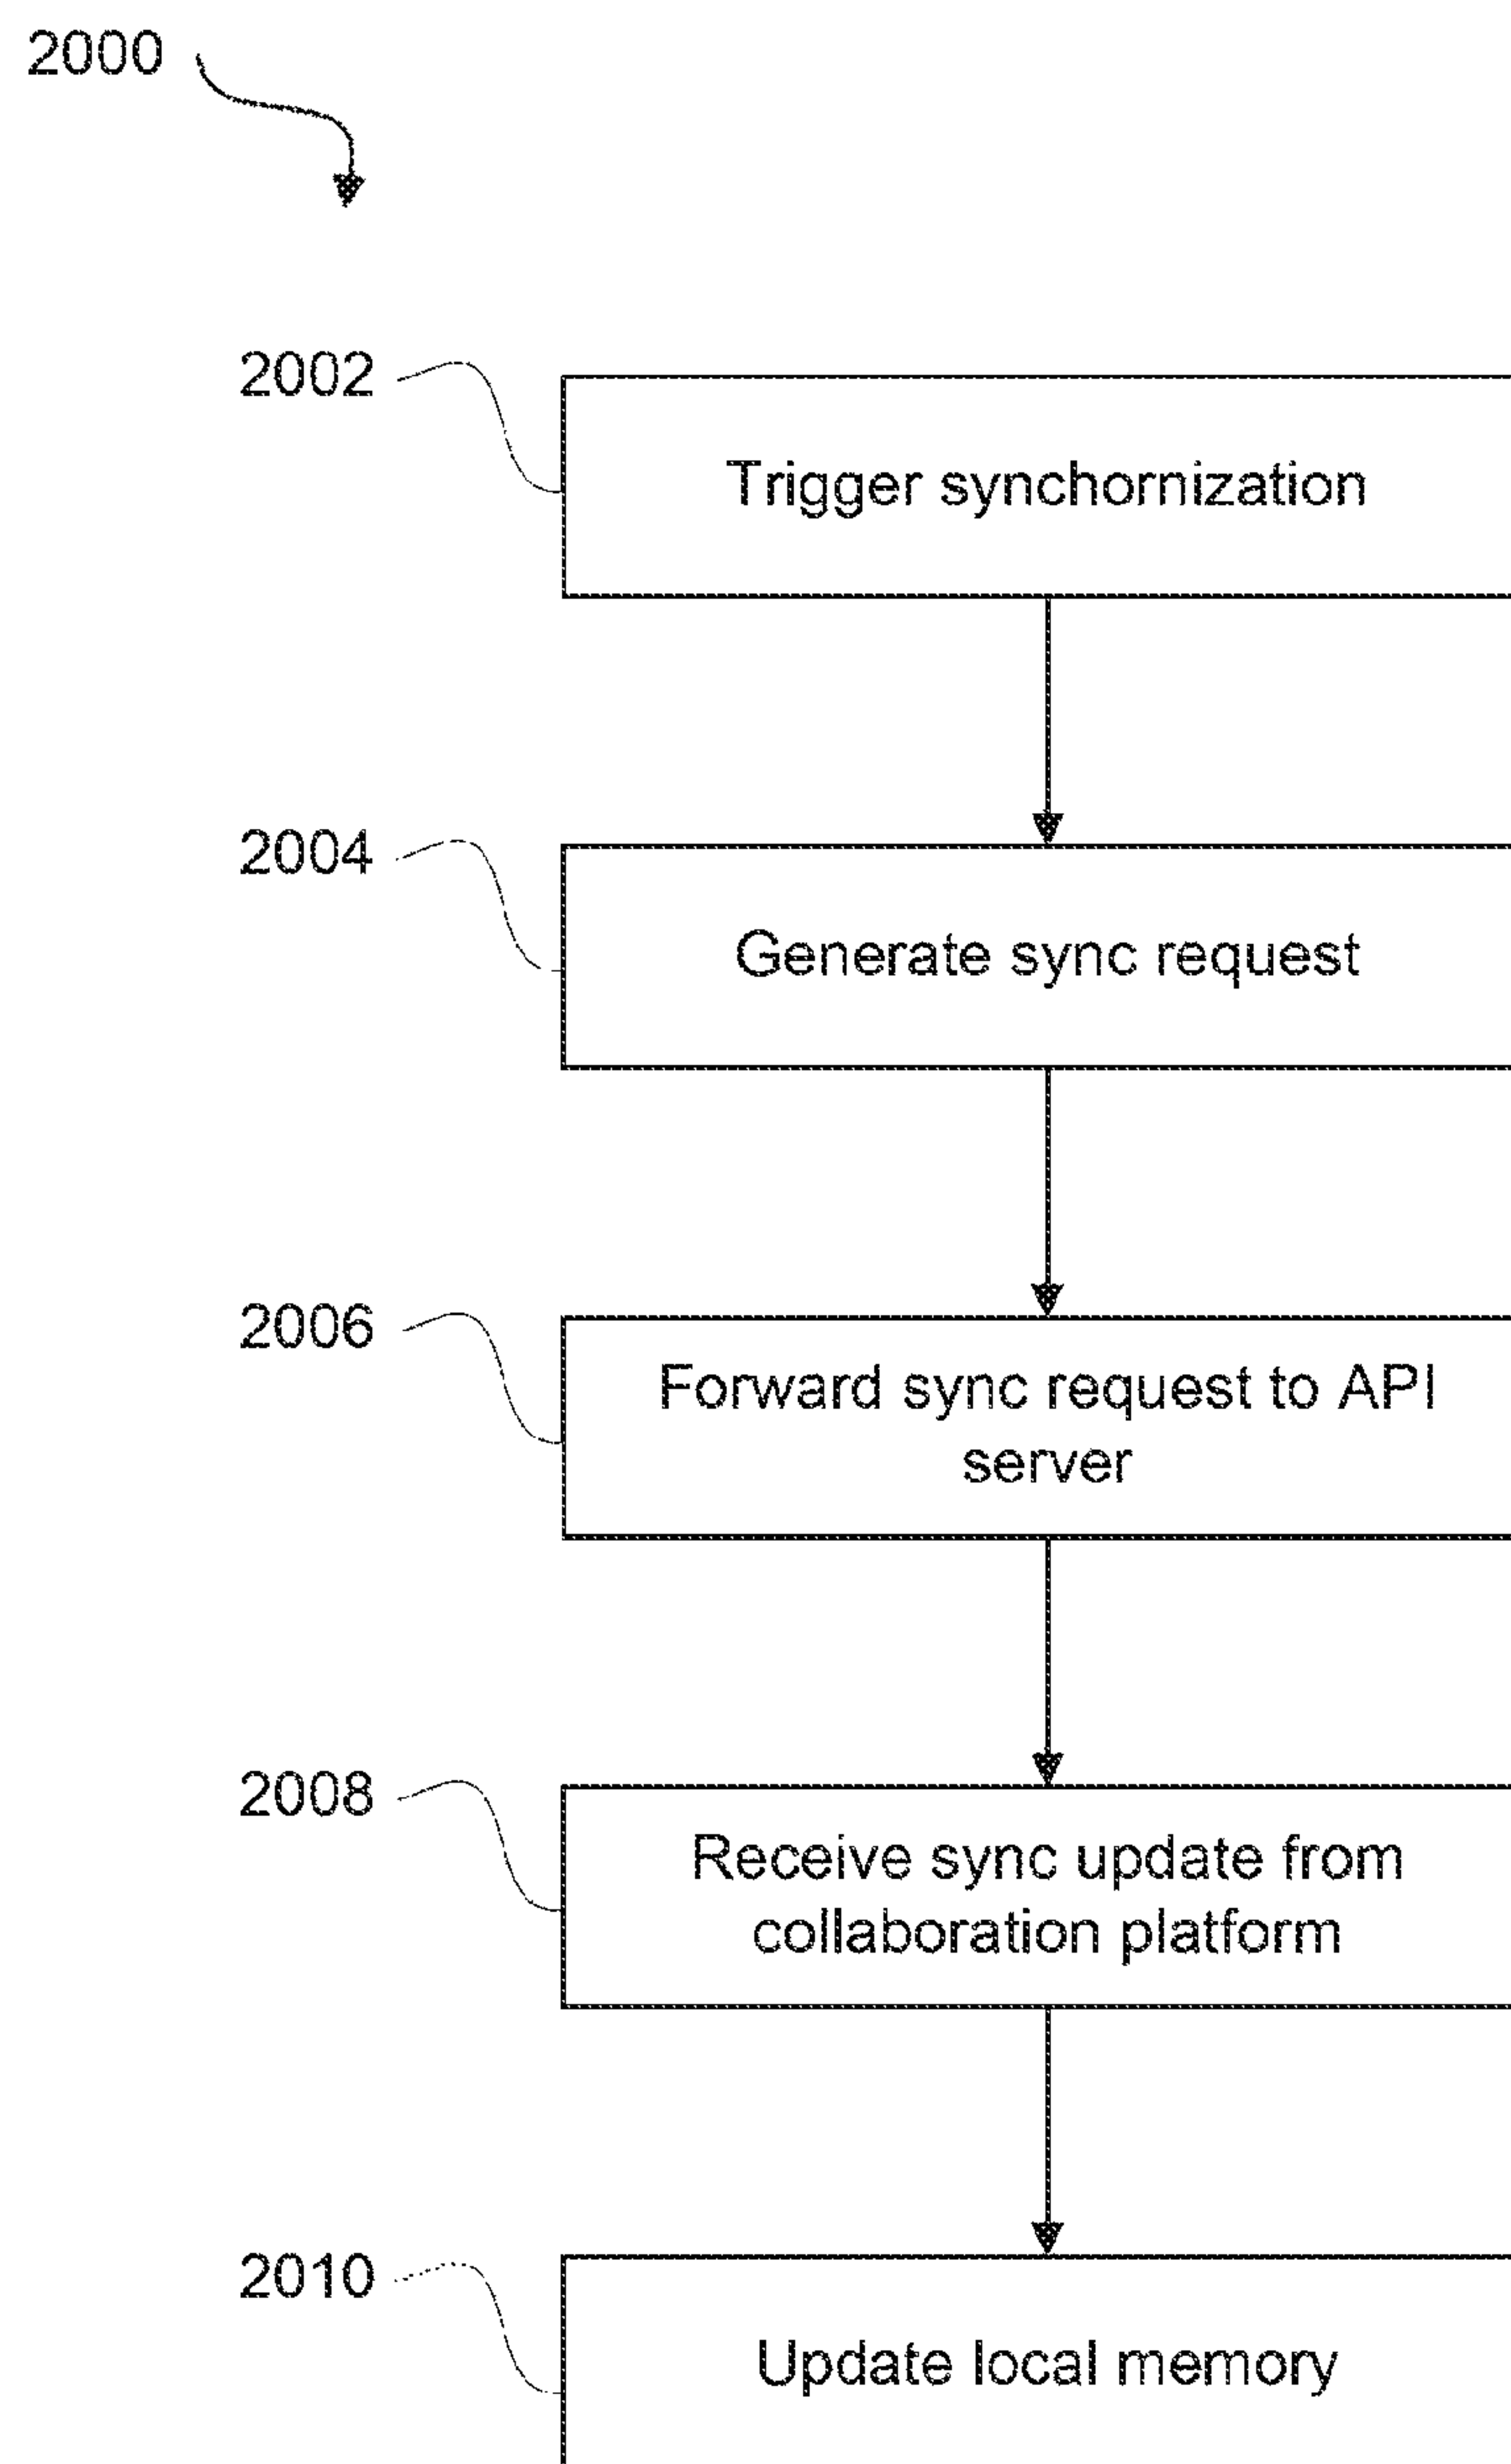 2000
2002
Trigger synchornization
2004
Generate sync request
2006
Forward sync request to API
server
2008
Receive sync update from
collaboration platform
2010
Update local memory